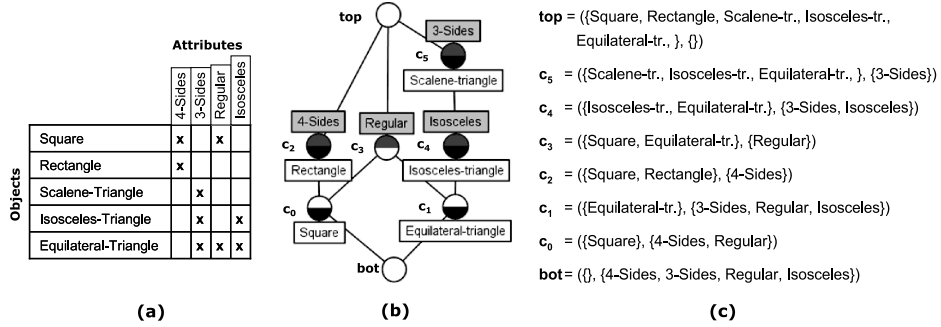 Attributes
4-Sides
3-Sides
Regular
Isosceles
Objects
Square x x
Rectangle x
Scalene-Triangle x
Isosceles-Triangle x x
Equilateral-Triangle x x x
(a)
top
3-Sides
c5
Scalene-triangle
4-Sides
Regular
Isosceles
c2
c3
c4
Rectangle
Isosceles-triangle
c0
c1
Square
Equilateral-triangle
bot
(b)
top = ({Square, Rectangle, Scalene-tr., Isosceles-tr.,
Equilateral-tr., }, {})
c5 = ({Scalene-tr., Isosceles-tr., Equilateral-tr., }, {3-Sides})
c4 = ({Isosceles-tr., Equilateral-tr.}, {3-Sides, Isosceles})
c3 = ({Square, Equilateral-tr.}, {Regular})
c2 = ({Square, Rectangle}, {4-Sides})
c1 = ({Equilateral-tr.}, {3-Sides, Regular, Isosceles})
c0 = ({Square}, {4-Sides, Regular})
bot = ({}, {4-Sides, 3-Sides, Regular, Isosceles})
(c)